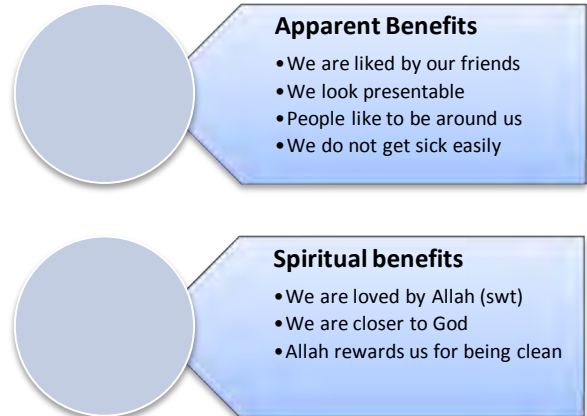 Apparent Benefits
•We are liked by our friends
•We look presentable
•People like to be around us
•We do not get sick easily
Spiritual benefits
•We are loved by Allah (swt)
•We are closer to God
•Allah rewards us for being clean